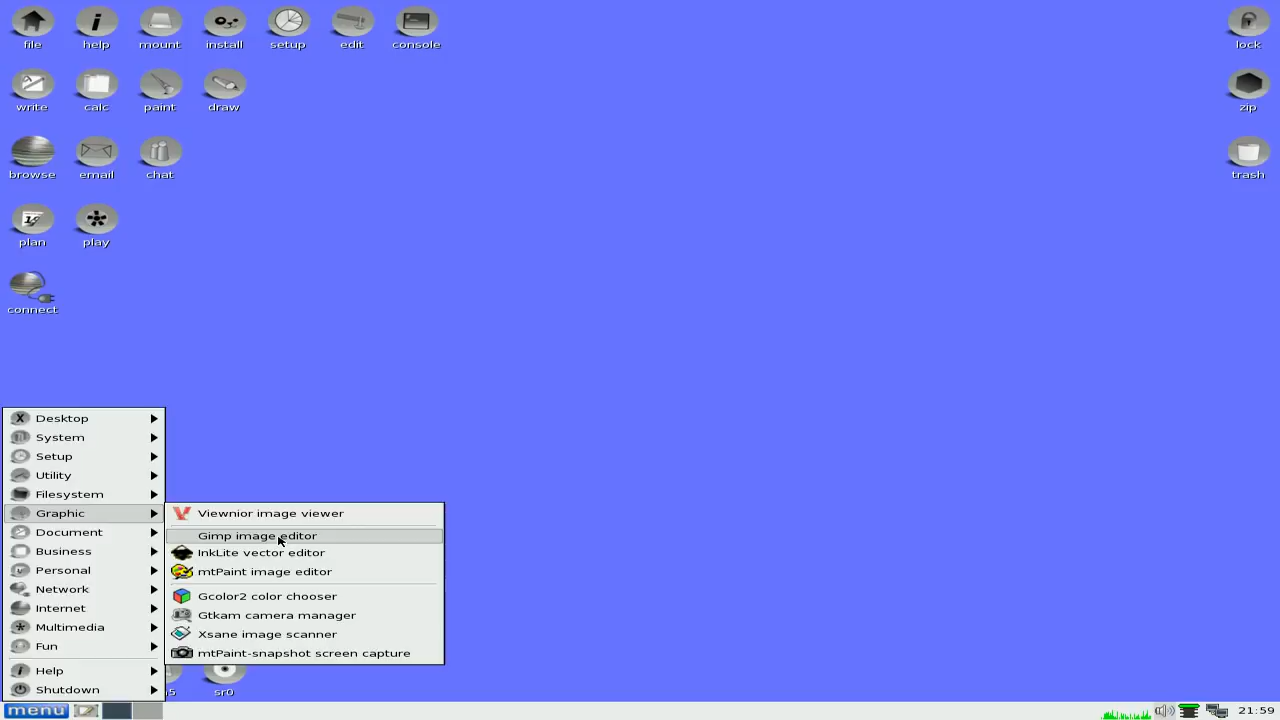 file help mount install setup edit console lock
write calc paint draw zip
browse email chat trash
plan play
connect
Desktop
System
Setup
Utility
Filesystem
Graphic
Document
Business
Personal
Network
Internet
Multimedia
Fun
Help
Shutdown
Viewnior image viewer
Gimp image editor
InkLite vector editor
mtPaint image editor
Gcolor2 color chooser
Gtkam camera manager
Xsane image scanner
mtPaint-snapshot screen capture
sr0
menu 21:59